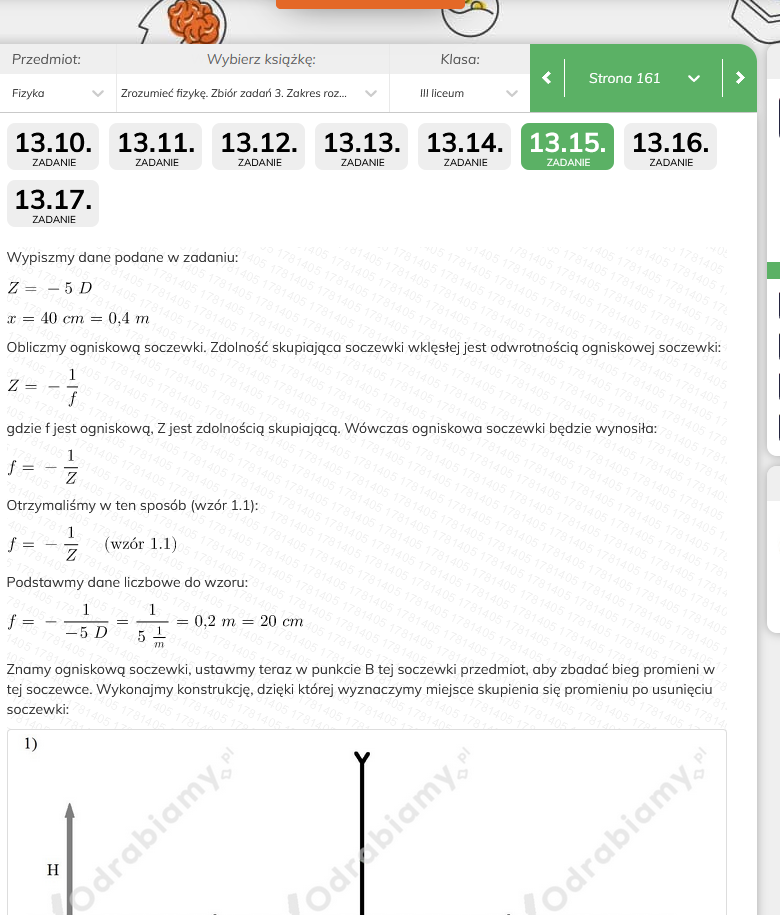 Przedmiot: Wybierz książkę: Klasa:
Fizyka Zrozumieć fizykę. Zbiór zadań 3. Zakres roz... III liceum Strona 161
13.10. 13.11. 13.12. 13.13. 13.14. 13.15. 13.16.
ZADANIE ZADANIE ZADANIE ZADANIE ZADANIE ZADANIE ZADANIE
13.17.
ZADANIE
Wypiszmy dane podane w zadaniu:
Z = − 5 D
x = 40 cm = 0,4 m
Obliczmy ogniskową soczewki. Zdolność skupiająca soczewki wklęsłej jest odwrotnością ogniskowej soczewki:
Z = − 1/f
gdzie f jest ogniskową, Z jest zdolnością skupiającą. Wówczas ogniskowa soczewki będzie wynosiła:
f = − 1/Z
Otrzymaliśmy w ten sposób (wzór 1.1):
f = − 1/Z (wzór 1.1)
Podstawmy dane liczbowe do wzoru:
f = − 1/(−5 D) = 1/(5 1/m) = 0,2 m = 20 cm
Znamy ogniskową soczewki, ustawmy teraz w punkcie B tej soczewki przedmiot, aby zbadać bieg promieni w
tej soczewce. Wykonajmy konstrukcję, dzięki której wyznaczymy miejsce skupienia się promieniu po usunięciu
soczewki:
1)
H
odrabiamy.pl odrabiamy.pl odrabiamy.pl